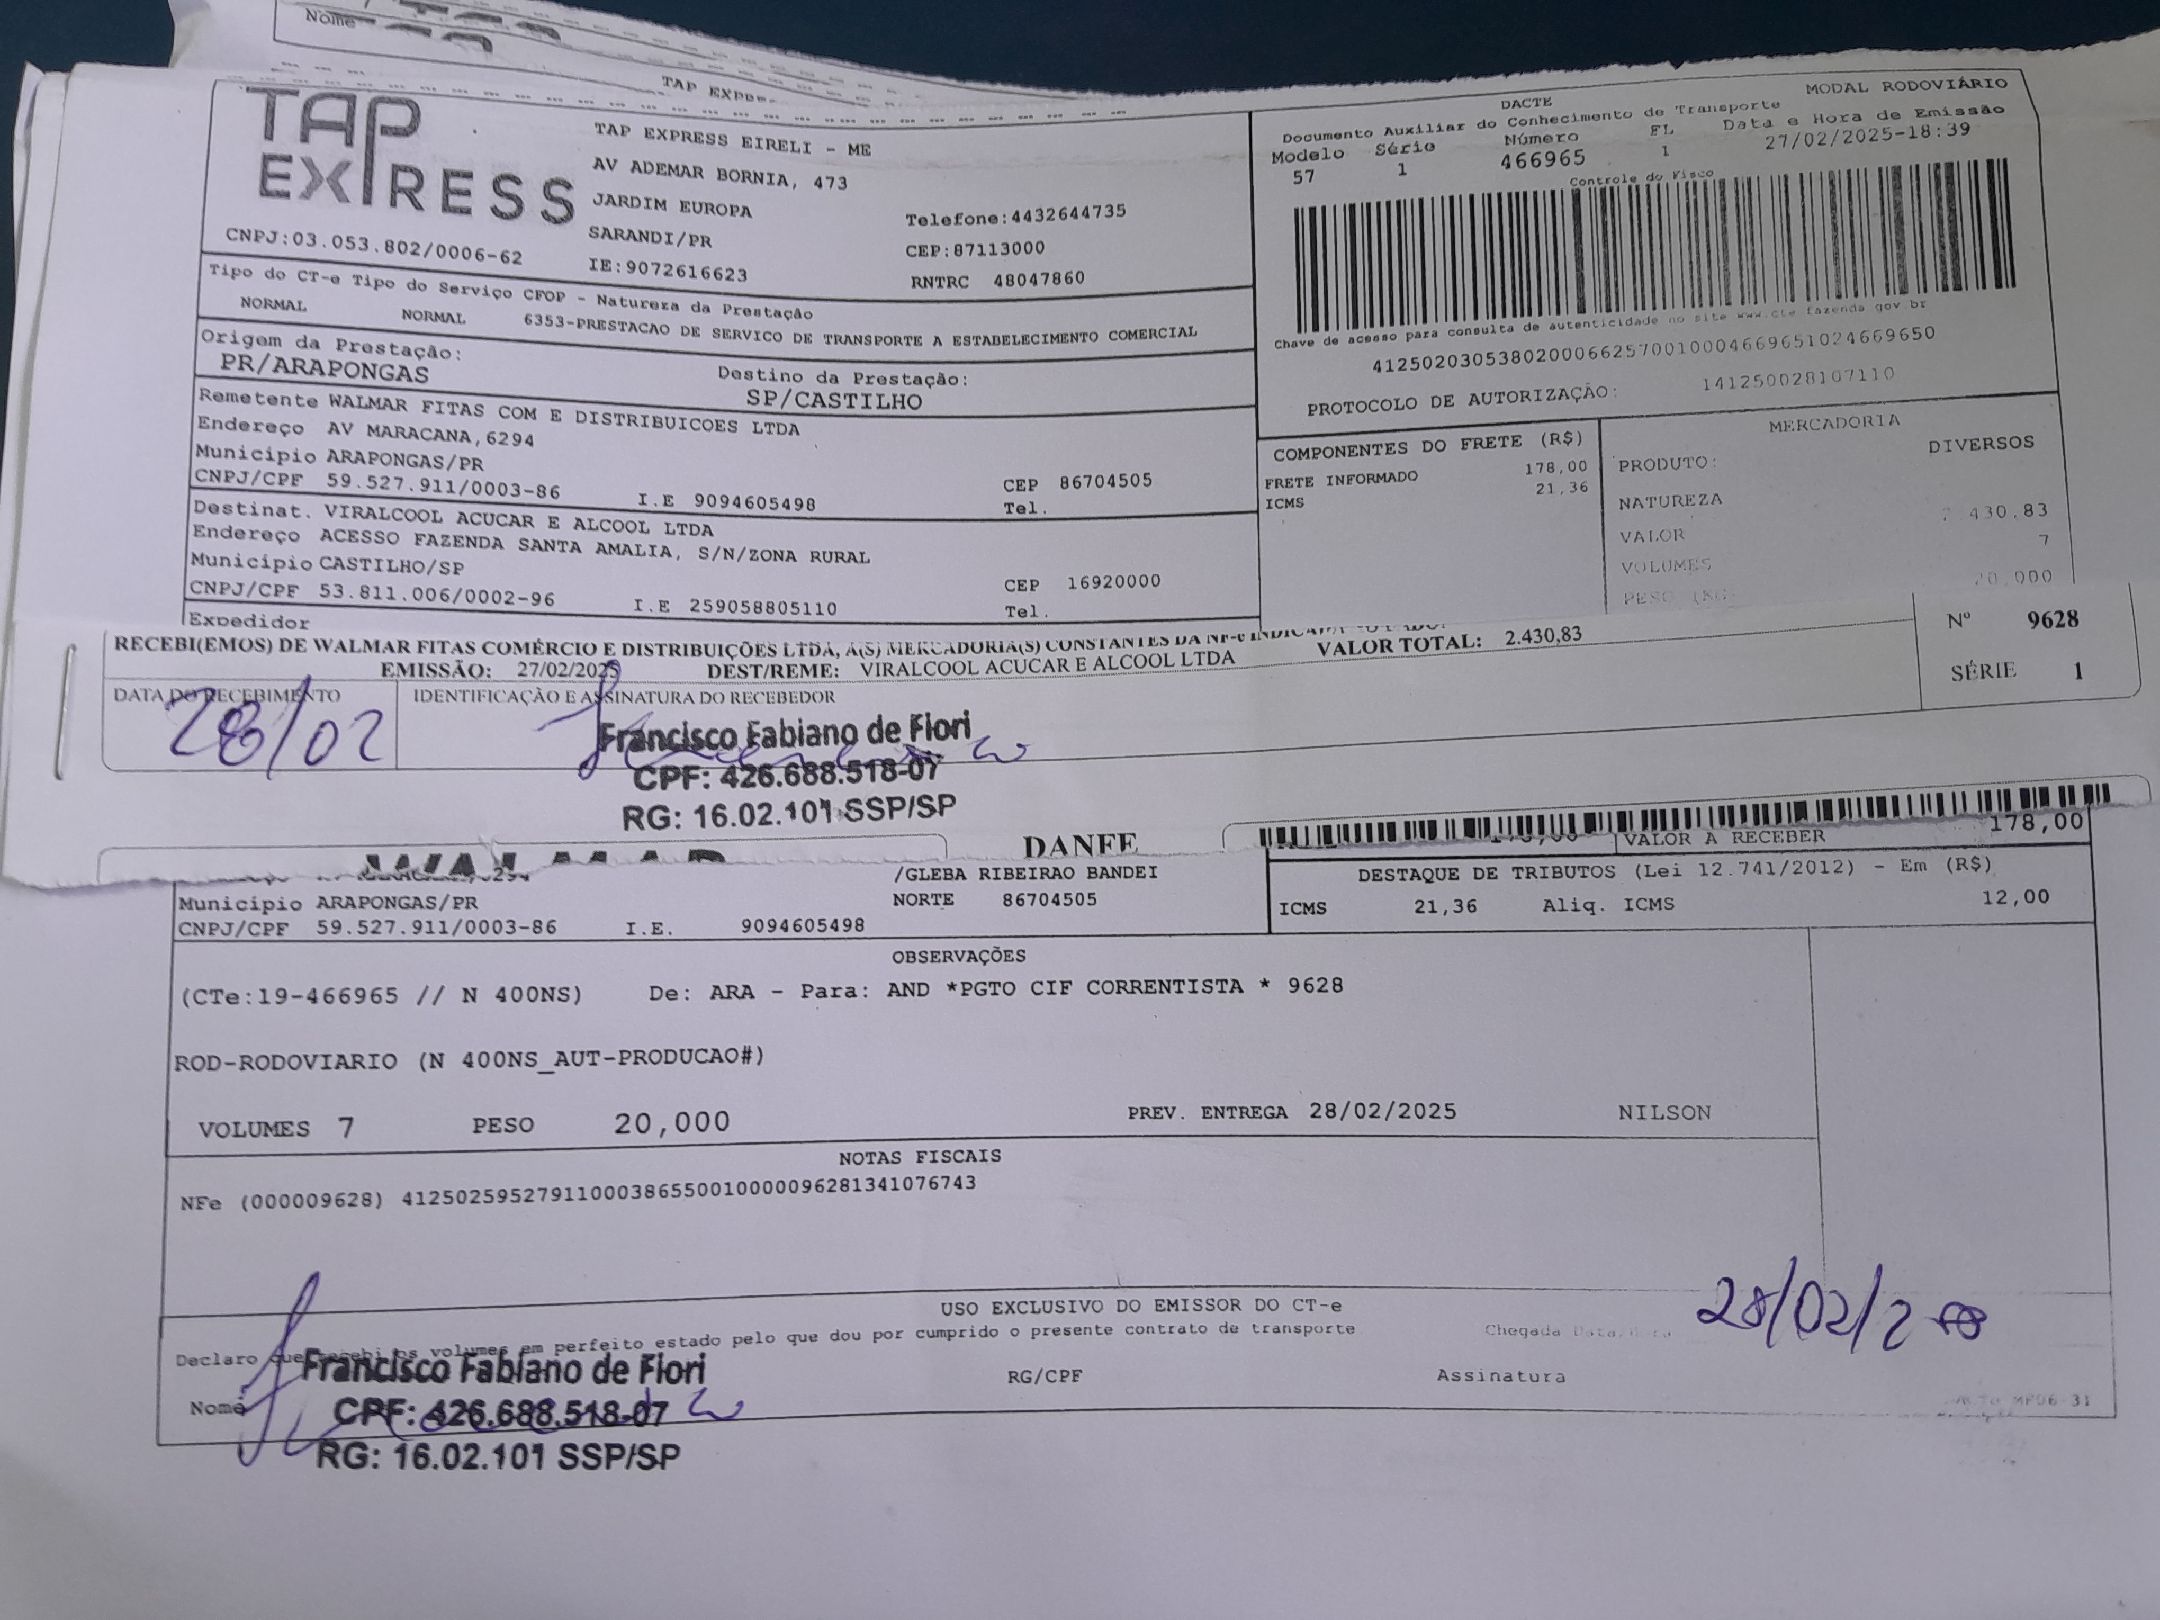 Nome
TAP EXPRESS
TAP EXPRESS EIRELI - ME
AV ADEMAR BORNIA, 473
JARDIM EUROPA
SARANDI/PR
IE:9072616623
Telefone:4432644735
CEP:87113000
RNTRC 48047860
CNPJ:03.053.802/0006-62
MODAL RODOVIÁRIO
DACTE
Documento Auxiliar do Conhecimento de Transporte
Modelo Série Número FL Data e Hora de Emissão
57 1 466965 1 27/02/2025-18:39
Controle do Fisco
Chave de acesso para consulta de autenticidade no site www.cte fazenda gov br
41250203053802000662570010004669651024669650
PROTOCOLO DE AUTORIZAÇÃO: 141250028107110
Tipo do CT-e Tipo do Serviço CFOP - Natureza da Prestação
NORMAL NORMAL 6353-PRESTACAO DE SERVICO DE TRANSPORTE A ESTABELECIMENTO COMERCIAL
Origem da Prestação:
PR/ARAPONGAS
Destino da Prestação:
SP/CASTILHO
Remetente WALMAR FITAS COM E DISTRIBUICOES LTDA
Endereço AV MARACANA,6294
Município ARAPONGAS/PR
CEP 86704505
CNPJ/CPF 59.527.911/0003-86 I.E 9094605498 Tel.
Destinat. VIRALCOOL ACUCAR E ALCOOL LTDA
Endereço ACESSO FAZENDA SANTA AMALIA, S/N/ZONA RURAL
Município CASTILHO/SP
CEP 16920000
CNPJ/CPF 53.811.006/0002-96 I.E 259058805110 Tel.
Expedidor
COMPONENTES DO FRETE (R$)
FRETE INFORMADO 178,00
ICMS 21,36
MERCADORIA
PRODUTO: DIVERSOS
NATUREZA
VALOR 430.83
VOLUMES 7
PESO 20,000
RECEBI(EMOS) DE WALMAR FITAS COMÉRCIO E DISTRIBUIÇÕES LTDA, A(S) MERCADORIA(S) CONSTANTES DA NF-e
EMISSÃO: 27/02/2025 DEST/REME: VIRALCOOL ACUCAR E ALCOOL LTDA VALOR TOTAL: 2.430,83
Nº 9628
SÉRIE 1
DATA DO RECEBIMENTO
28/02
IDENTIFICAÇÃO E ASSINATURA DO RECEBEDOR
Francisco Fabiano de Fiori
CPF: 426.688.518-07
RG: 16.02.101 SSP/SP
WALMAR
DANFE
VALOR A RECEBER 178,00
/GLEBA RIBEIRAO BANDEI
Município ARAPONGAS/PR NORTE 86704505
CNPJ/CPF 59.527.911/0003-86 I.E. 9094605498
DESTAQUE DE TRIBUTOS (Lei 12.741/2012) - Em (R$)
ICMS 21,36 Aliq. ICMS 12,00
OBSERVAÇÕES
(CTe:19-466965 // N 400NS) De: ARA - Para: AND *PGTO CIF CORRENTISTA * 9628
ROD-RODOVIARIO (N 400NS_AUT-PRODUCAO#)
VOLUMES 7 PESO 20,000 PREV. ENTREGA 28/02/2025 NILSON
NOTAS FISCAIS
NFe (000009628) 41250259527911000386550010000096281341076743
USO EXCLUSIVO DO EMISSOR DO CT-e
Declaro que recebi os volumes em perfeito estado pelo que dou por cumprido o presente contrato de transporte
Chegada Data/Hora
Nome
RG/CPF
Assinatura
Francisco Fabiano de Fiori
CPF: 426.688.518-07
RG: 16.02.101 SSP/SP